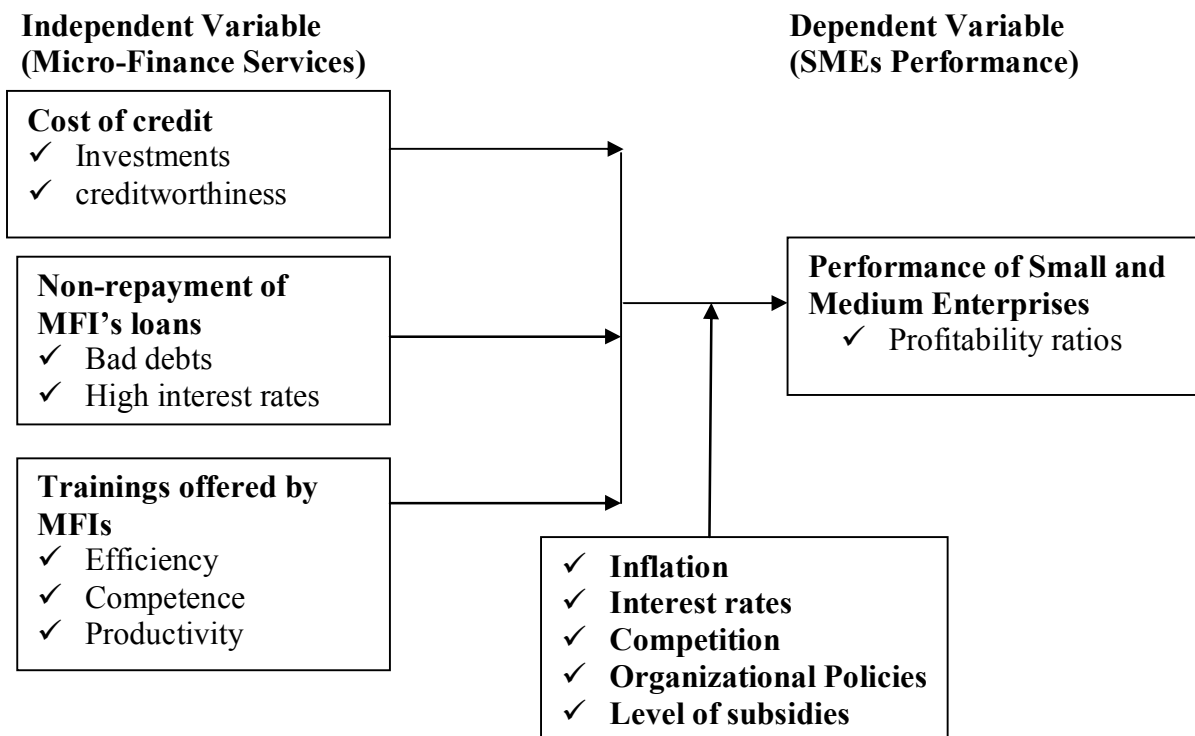 Independent Variable
(Micro-Finance Services)
Dependent Variable
(SMEs Performance)
Cost of credit
✓ Investments
✓ creditworthiness
Non-repayment of
MFI’s loans
✓ Bad debts
✓ High interest rates
Trainings offered by
MFIs
✓ Efficiency
✓ Competence
✓ Productivity
Performance of Small and
Medium Enterprises
✓ Profitability ratios
✓ Inflation
✓ Interest rates
✓ Competition
✓ Organizational Policies
✓ Level of subsidies